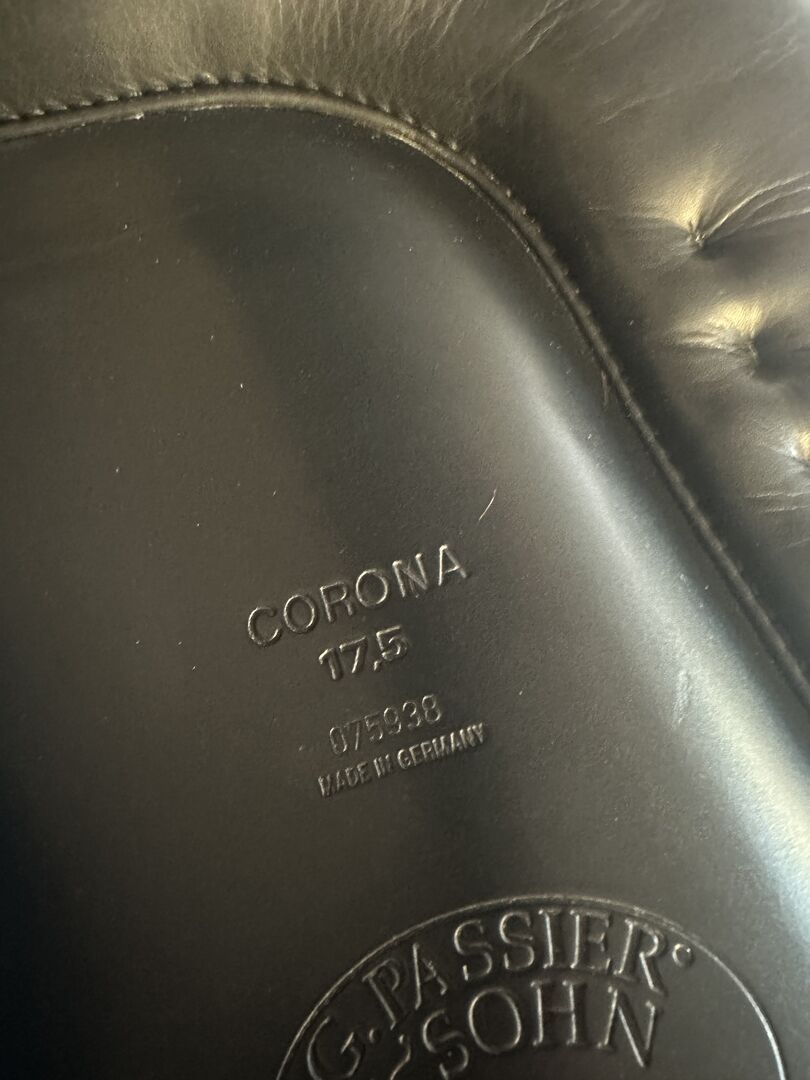 CORONA
17,5
075938
MADE IN GERMANY
G. PASSIER
& SOHN